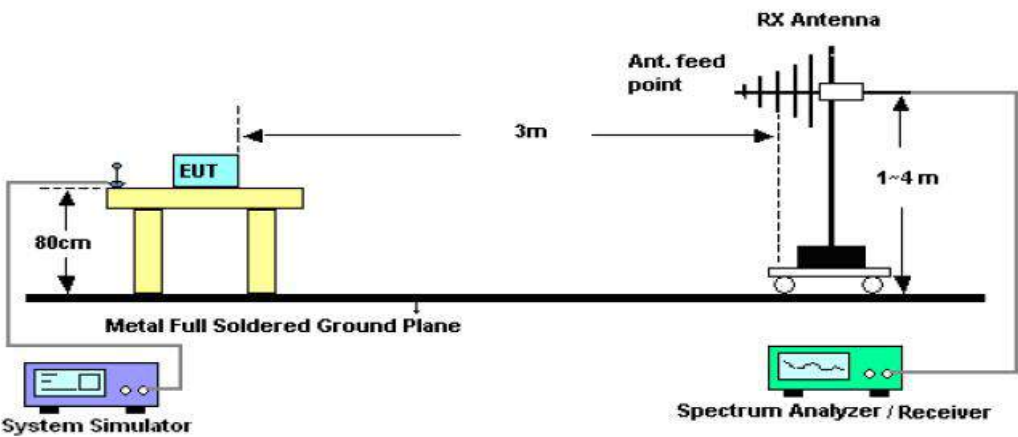 RX Antenna
Ant. feed
point
3m
EUT
1~4 m
80cm
Metal Full Soldered Ground Plane
System Simulator
Spectrum Analyzer / Receiver